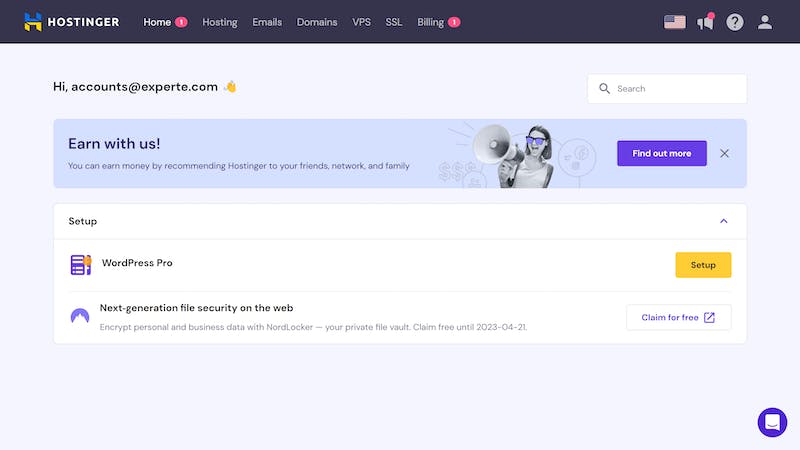 HOSTINGER
Home 1 Hosting Emails Domains VPS SSL Billing 1
?
Hi, accounts@experte.com 👋
Search
Earn with us!
You can earn money by recommending Hostinger to your friends, network, and family
Find out more
Setup
WordPress Pro
Setup
Next-generation file security on the web
Encrypt personal and business data with NordLocker — your private file vault. Claim free until 2023-04-21.
Claim for free